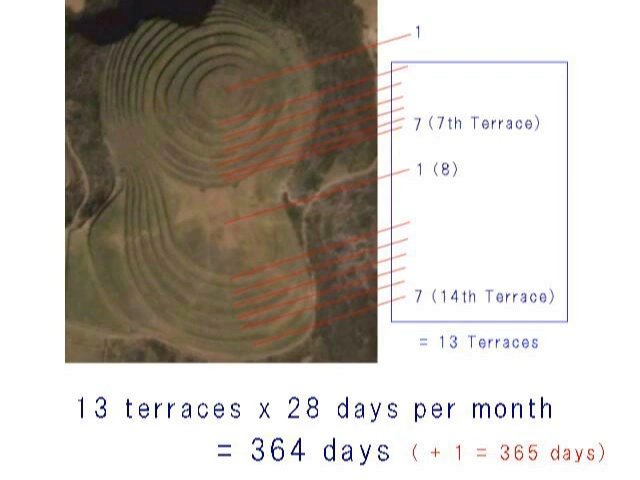 1
7 (7th Terrace)
1 (8)
7 (14th Terrace)
= 13 Terraces
13 terraces x 28 days per month
= 364 days ( + 1 = 365 days)